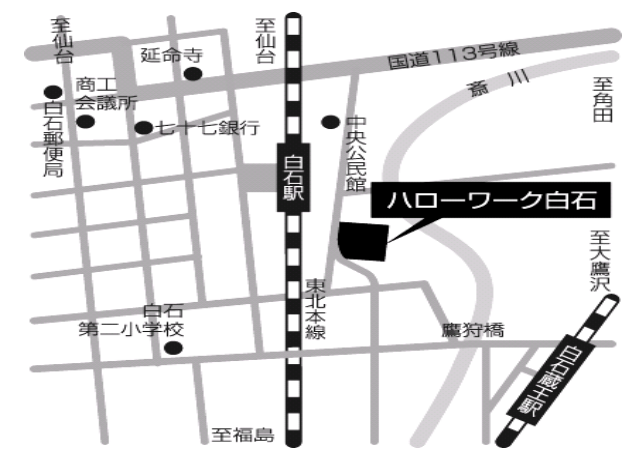 至仙台
延命寺
至仙台
国道113号線
斎川
至角田
商工
会議所
白石郵便局
七十七銀行
中央公民館
白石駅
ハローワーク白石
至大鷹沢
東北本線
白石
第二小学校
鷹狩橋
白石蔵王駅
至福島